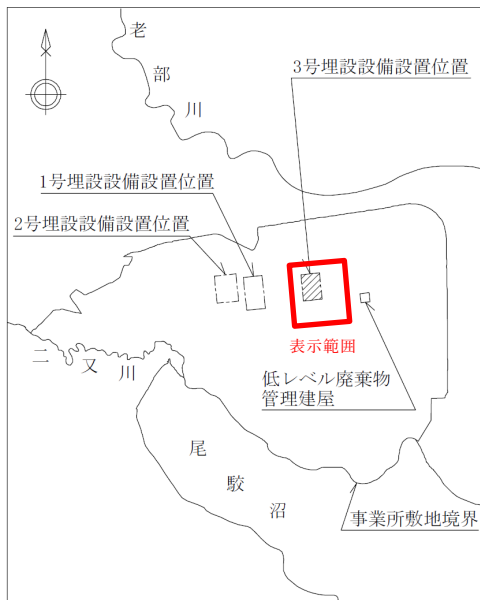 老部川
3号埋設設備設置位置
1号埋設設備設置位置
2号埋設設備設置位置
表示範囲
二又川
低レベル廃棄物
管理建屋
尾駮沼
事業所敷地境界